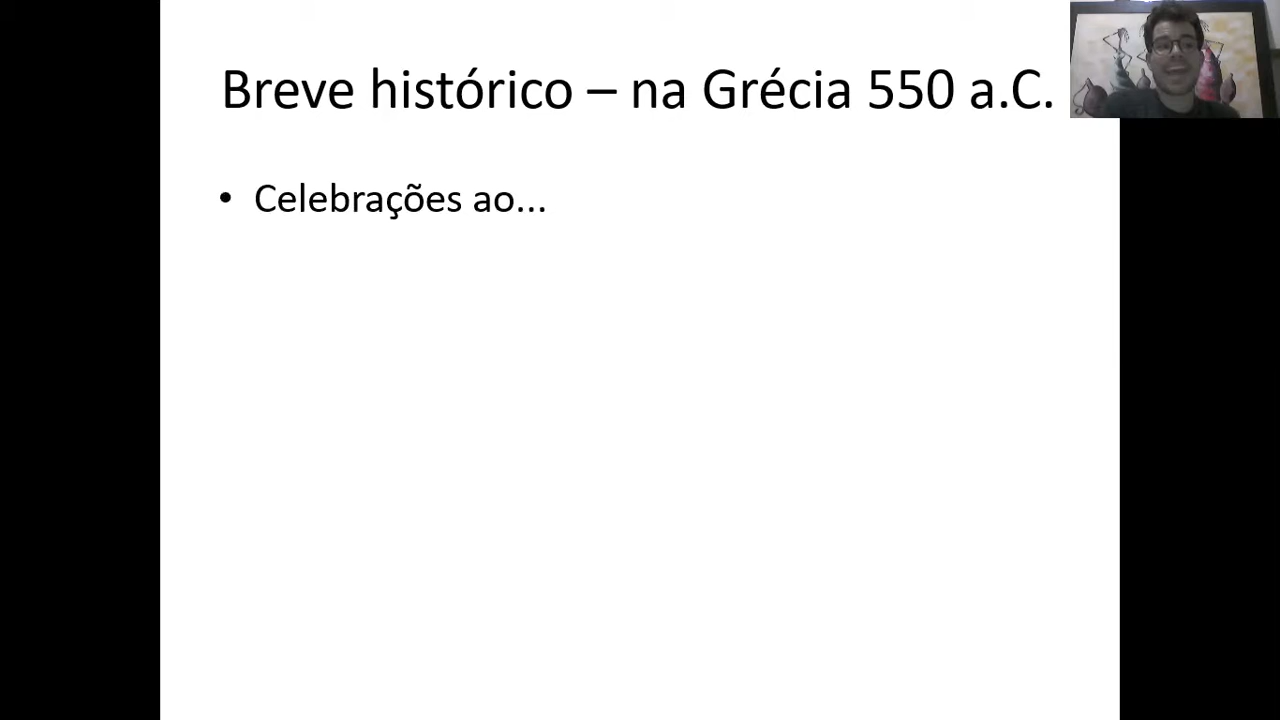 Breve histórico – na Grécia 550 a.C.
• Celebrações ao...